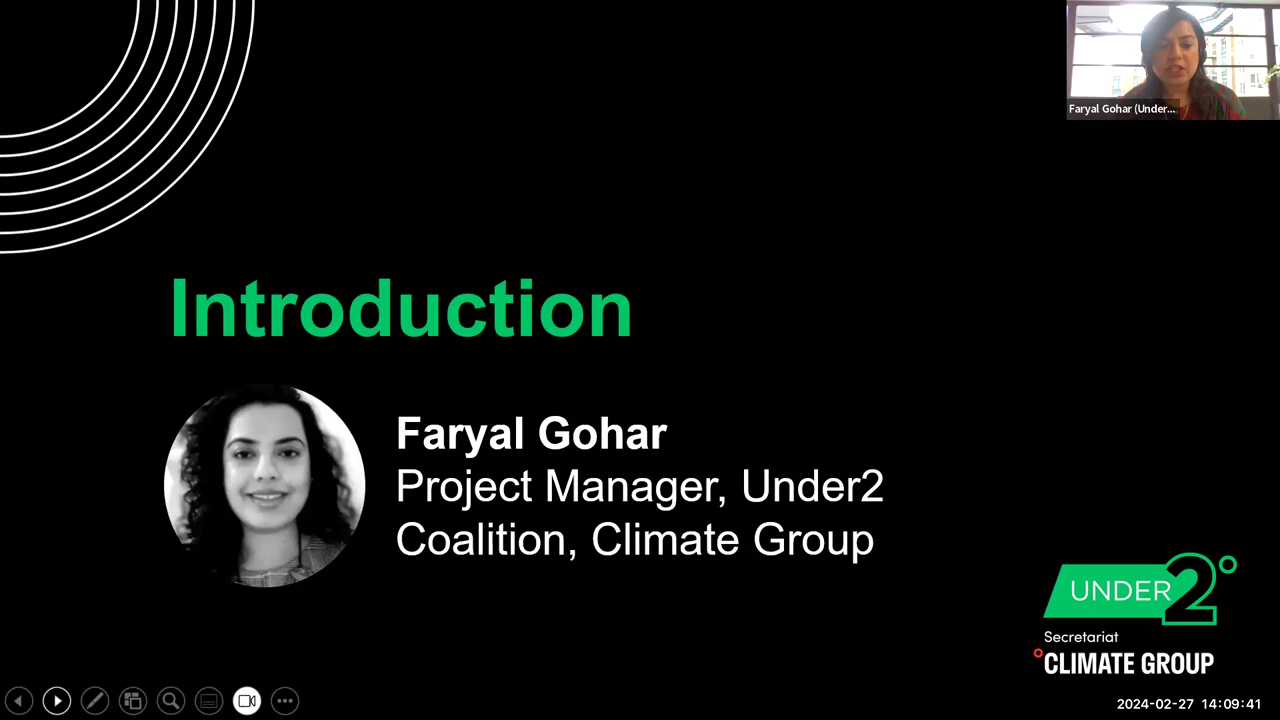 Faryal Gohar (Under...
Introduction
Faryal Gohar
Project Manager, Under2
Coalition, Climate Group
UNDER2°
Secretariat
°CLIMATE GROUP
2024-02-27 14:09:41